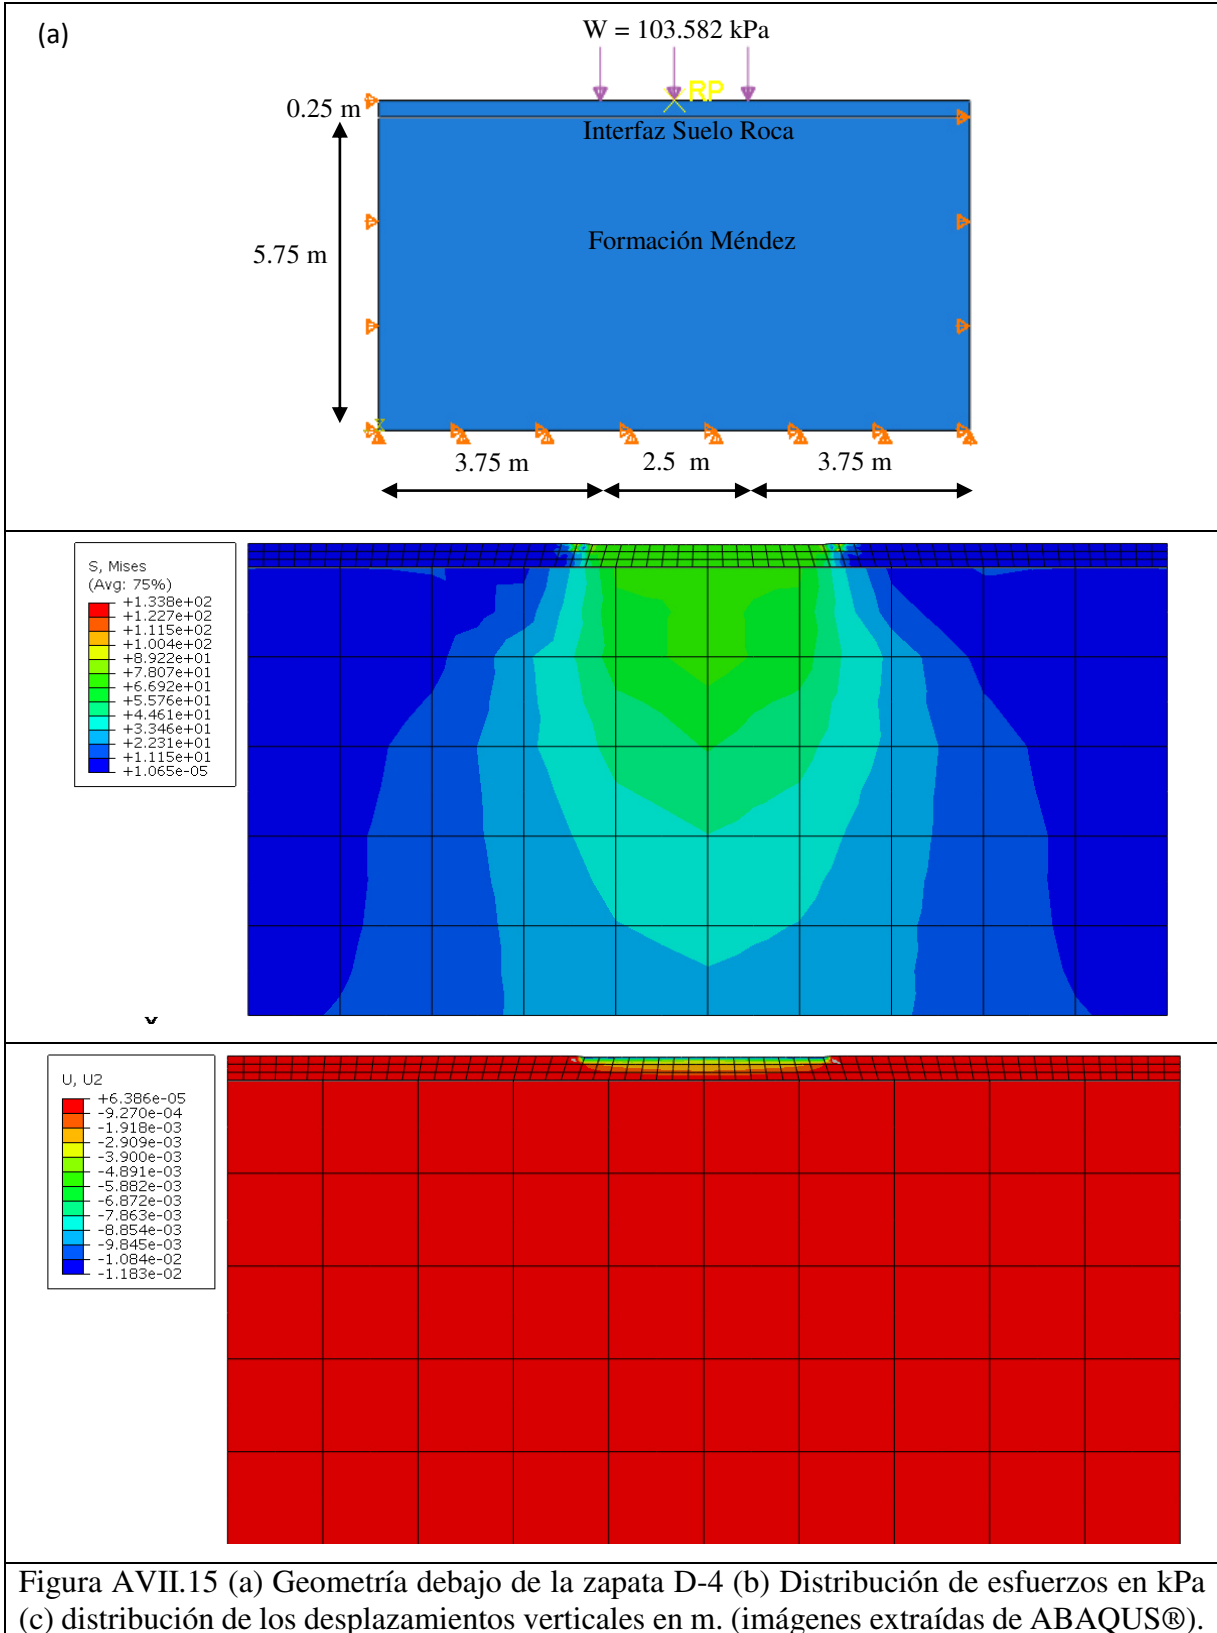 (a)
W = 103.582 kPa
RP
0.25 m
Interfaz Suelo Roca
Formación Méndez
5.75 m
3.75 m
2.5 m
3.75 m
S, Mises
(Avg: 75%)
+1.338e+02
+1.227e+02
+1.115e+02
+1.004e+02
+8.922e+01
+7.807e+01
+6.692e+01
+5.576e+01
+4.461e+01
+3.346e+01
+2.231e+01
+1.115e+01
+1.065e-05
U, U2
+6.386e-05
-9.270e-04
-1.918e-03
-2.909e-03
-3.900e-03
-4.891e-03
-5.882e-03
-6.872e-03
-7.863e-03
-8.854e-03
-9.845e-03
-1.084e-02
-1.183e-02
Figura AVII.15 (a) Geometría debajo de la zapata D-4 (b) Distribución de esfuerzos en kPa
(c) distribución de los desplazamientos verticales en m. (imágenes extraídas de ABAQUS®).